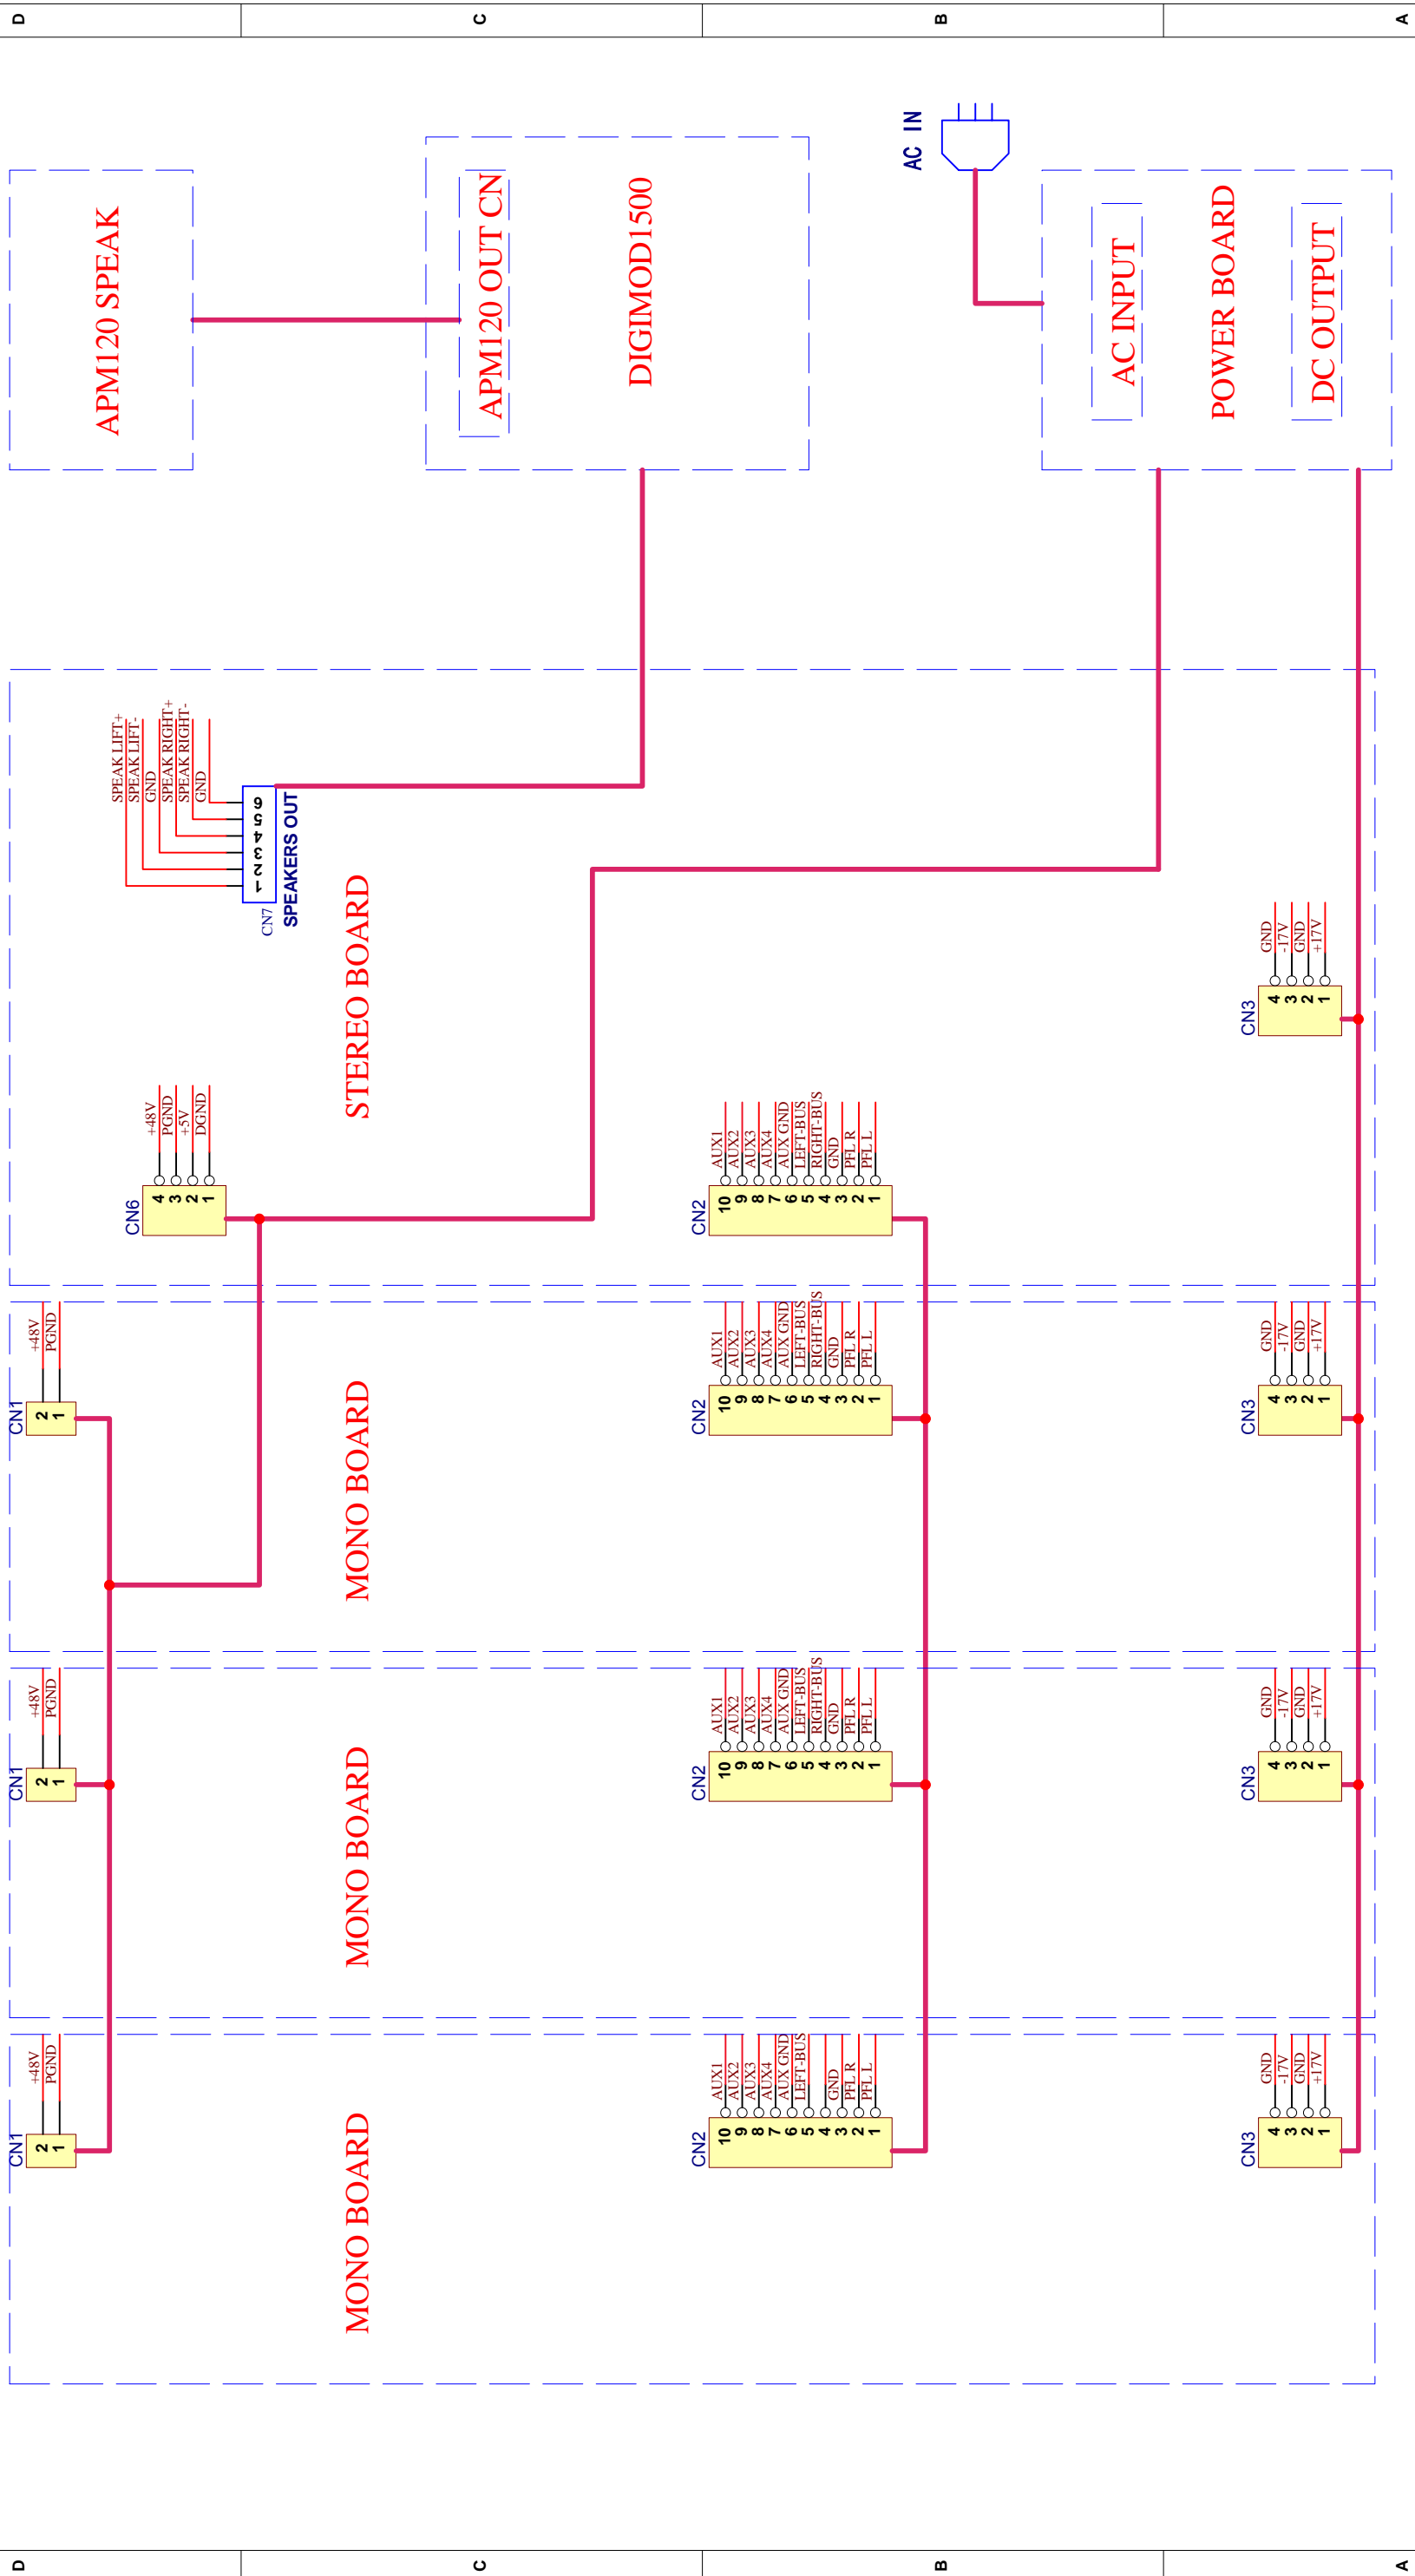 D
C
B
A
APM120 SPEAK
APM120 OUT CN
DIGIMOD1500
AC IN
AC INPUT
POWER BOARD
DC OUTPUT
SPEAK LIFT+
SPEAK LIFT-
GND
SPEAK RIGHT+
SPEAK RIGHT-
GND
1
2
3
4
5
6
CN7
SPEAKERS OUT
STEREO BOARD
CN6
4 +48V
3 PGND
2 +5V
1 DGND
CN2
10 AUX1
9 AUX2
8 AUX3
7 AUX4
6 AUX GND
5 LEFT-BUS
4 RIGHT-BUS
3 GND
2 PFL R
1 PFL L
CN3
4 GND
3 -17V
2 GND
1 +17V
CN1
2 +48V
1 PGND
MONO BOARD
CN2
10 AUX1
9 AUX2
8 AUX3
7 AUX4
6 AUX GND
5 LEFT-BUS
4 RIGHT-BUS
3 GND
2 PFL R
1 PFL L
CN3
4 GND
3 -17V
2 GND
1 +17V
CN1
2 +48V
1 PGND
MONO BOARD
CN2
10 AUX1
9 AUX2
8 AUX3
7 AUX4
6 AUX GND
5 LEFT-BUS
4 RIGHT-BUS
3 GND
2 PFL R
1 PFL L
CN3
4 GND
3 -17V
2 GND
1 +17V
CN1
2 +48V
1 PGND
MONO BOARD
CN2
10 AUX1
9 AUX2
8 AUX3
7 AUX4
6 AUX GND
5 LEFT-BUS
4
3 GND
2 PFL R
1 PFL L
CN3
4 GND
3 -17V
2 GND
1 +17V
D
C
B
A